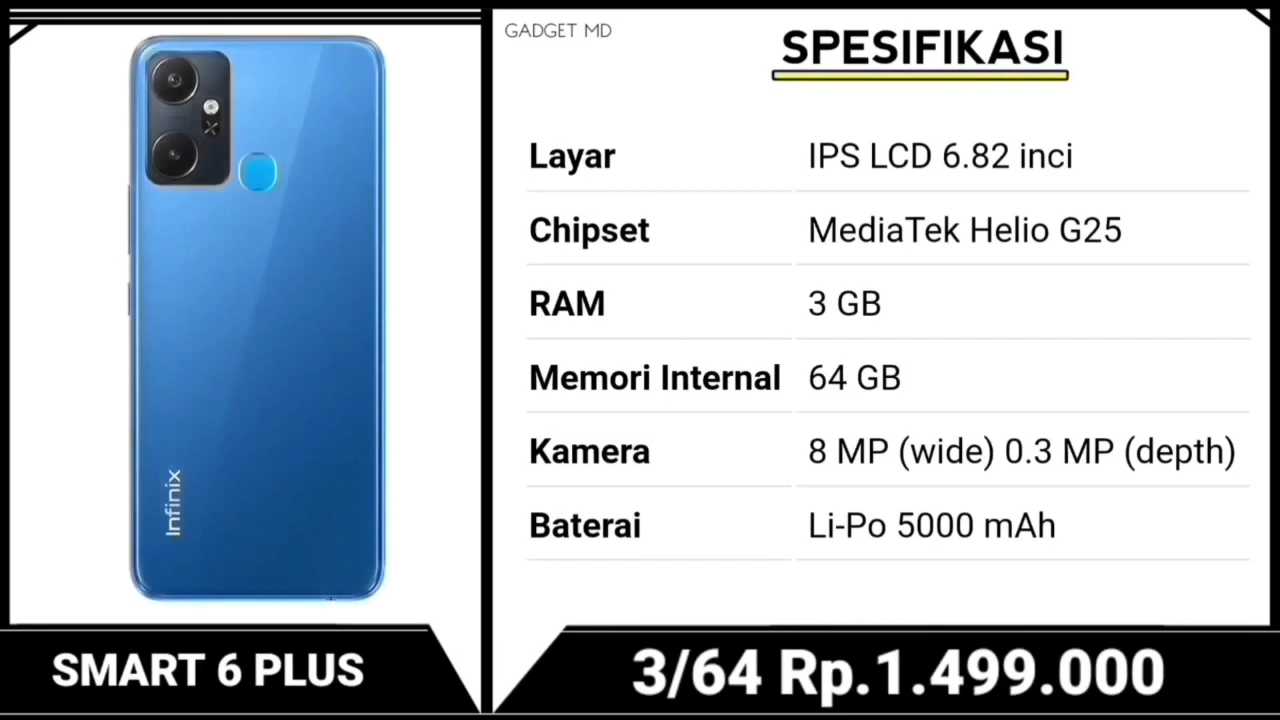 GADGET MD
SPESIFIKASI
Layar IPS LCD 6.82 inci
Chipset MediaTek Helio G25
RAM 3 GB
Memori Internal 64 GB
Kamera 8 MP (wide) 0.3 MP (depth)
Baterai Li-Po 5000 mAh
Infinix
SMART 6 PLUS
3/64 Rp.1.499.000